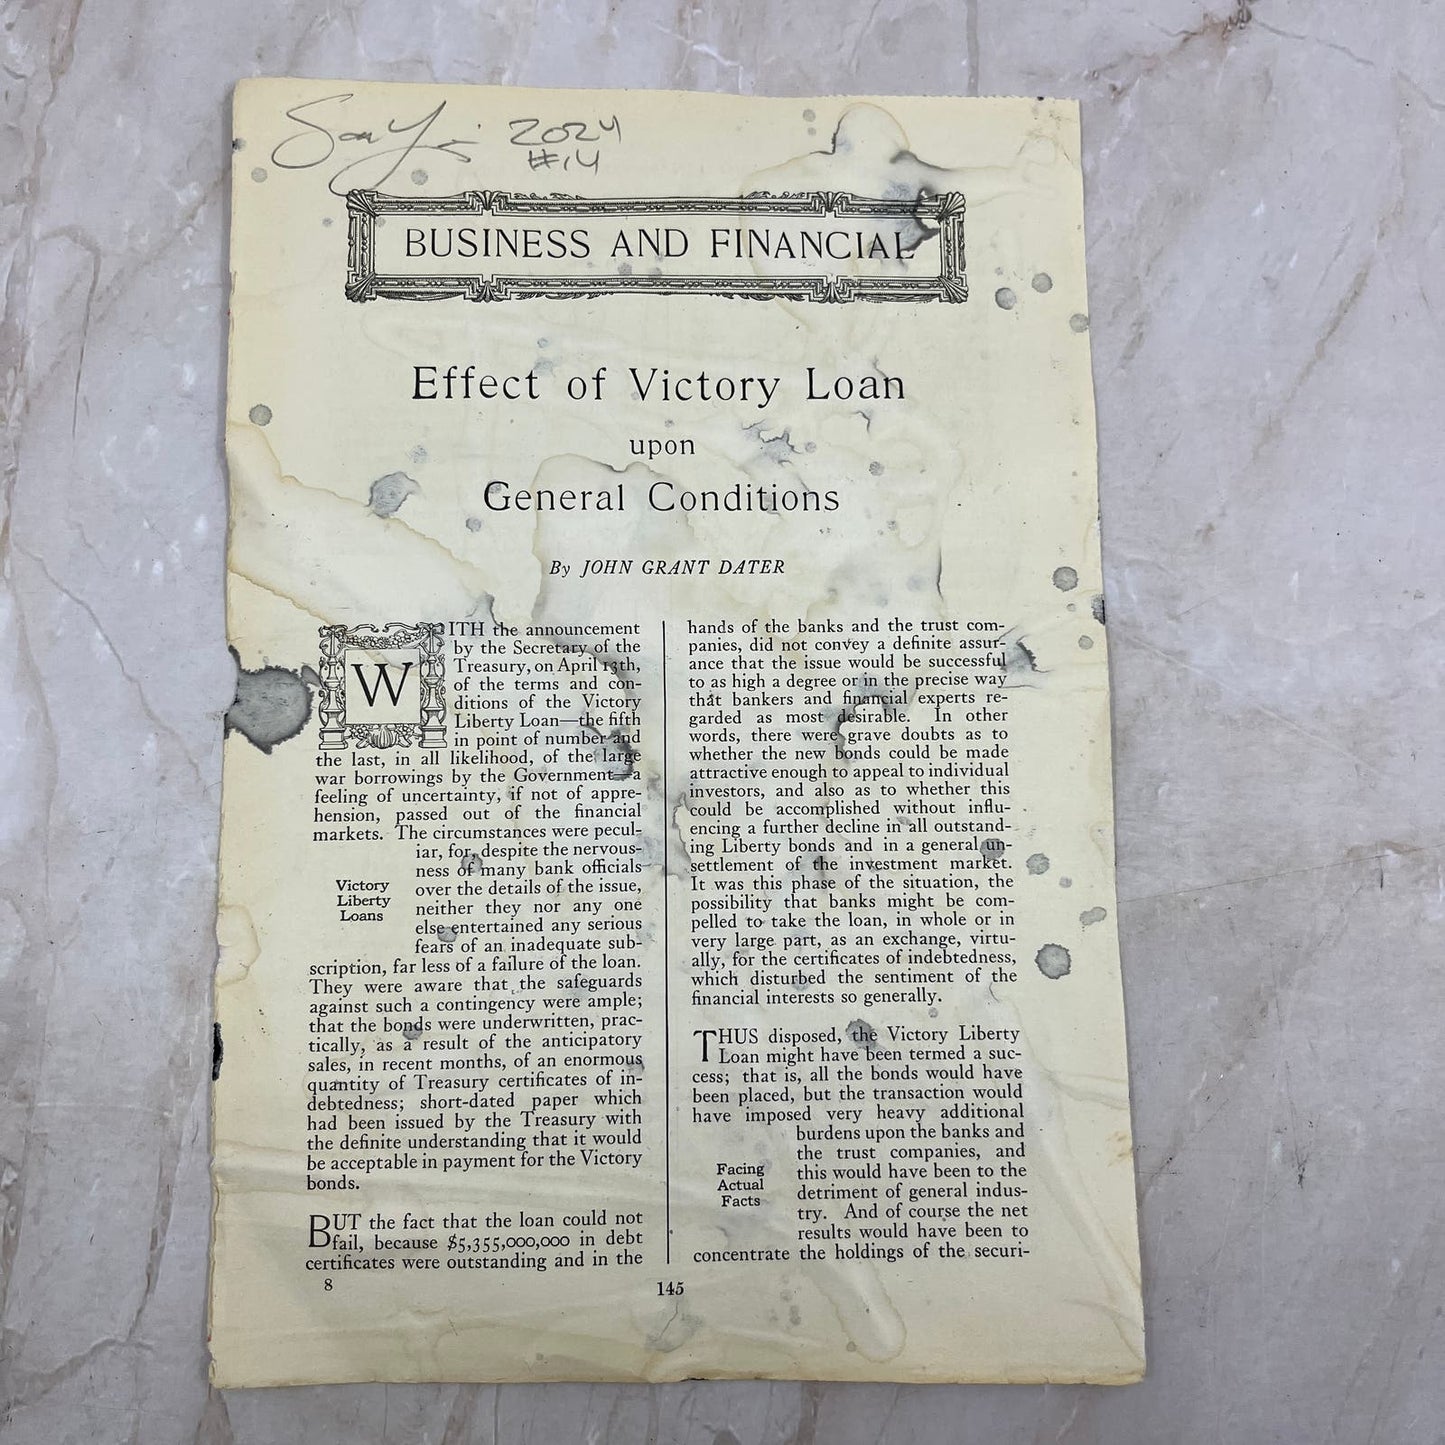 2024
#14
BUSINESS AND FINANCIAL
Effect of Victory Loan
upon
General Conditions
By JOHN GRANT DATER
WITH the announcement
by the Secretary of the
Treasury, on April 13th,
of the terms and con-
ditions of the Victory
Liberty Loan—the fifth
in point of number and
the last, in all likelihood, of the large
war borrowings by the Government—a
feeling of uncertainty, if not of appre-
hension, passed out of the financial
markets. The circumstances were pecul-
iar, for, despite the nervous-
ness of many bank officials
over the details of the issue,
neither they nor any one
else entertained any serious
fears of an inadequate sub-
Victory
Liberty
Loans
scription, far less of a failure of the loan.
They were aware that the safeguards
against such a contingency were ample;
that the bonds were underwritten, prac-
tically, as a result of the anticipatory
sales, in recent months, of an enormous
quantity of Treasury certificates of in-
debtedness; short-dated paper which
had been issued by the Treasury with
the definite understanding that it would
be acceptable in payment for the Victory
bonds.
BUT the fact that the loan could not
fail, because $5,355,000,000 in debt
certificates were outstanding and in the
hands of the banks and the trust com-
panies, did not convey a definite assur-
ance that the issue would be successful
to as high a degree or in the precise way
that bankers and financial experts re-
garded as most desirable. In other
words, there were grave doubts as to
whether the new bonds could be made
attractive enough to appeal to individual
investors, and also as to whether this
could be accomplished without influ-
encing a further decline in all outstand-
ing Liberty bonds and in a general un-
settlement of the investment market.
It was this phase of the situation, the
possibility that banks might be com-
pelled to take the loan, in whole or in
very large part, as an exchange, virtu-
ally, for the certificates of indebtedness,
which disturbed the sentiment of the
financial interests so generally.
THUS disposed, the Victory Liberty
Loan might have been termed a suc-
cess; that is, all the bonds would have
been placed, but the transaction would
have imposed very heavy additional
burdens upon the banks and
the trust companies, and
this would have been to the
detriment of general indus-
try. And of course the net
results would have been to
Facing
Actual
Facts
concentrate the holdings of the securi-
8
145